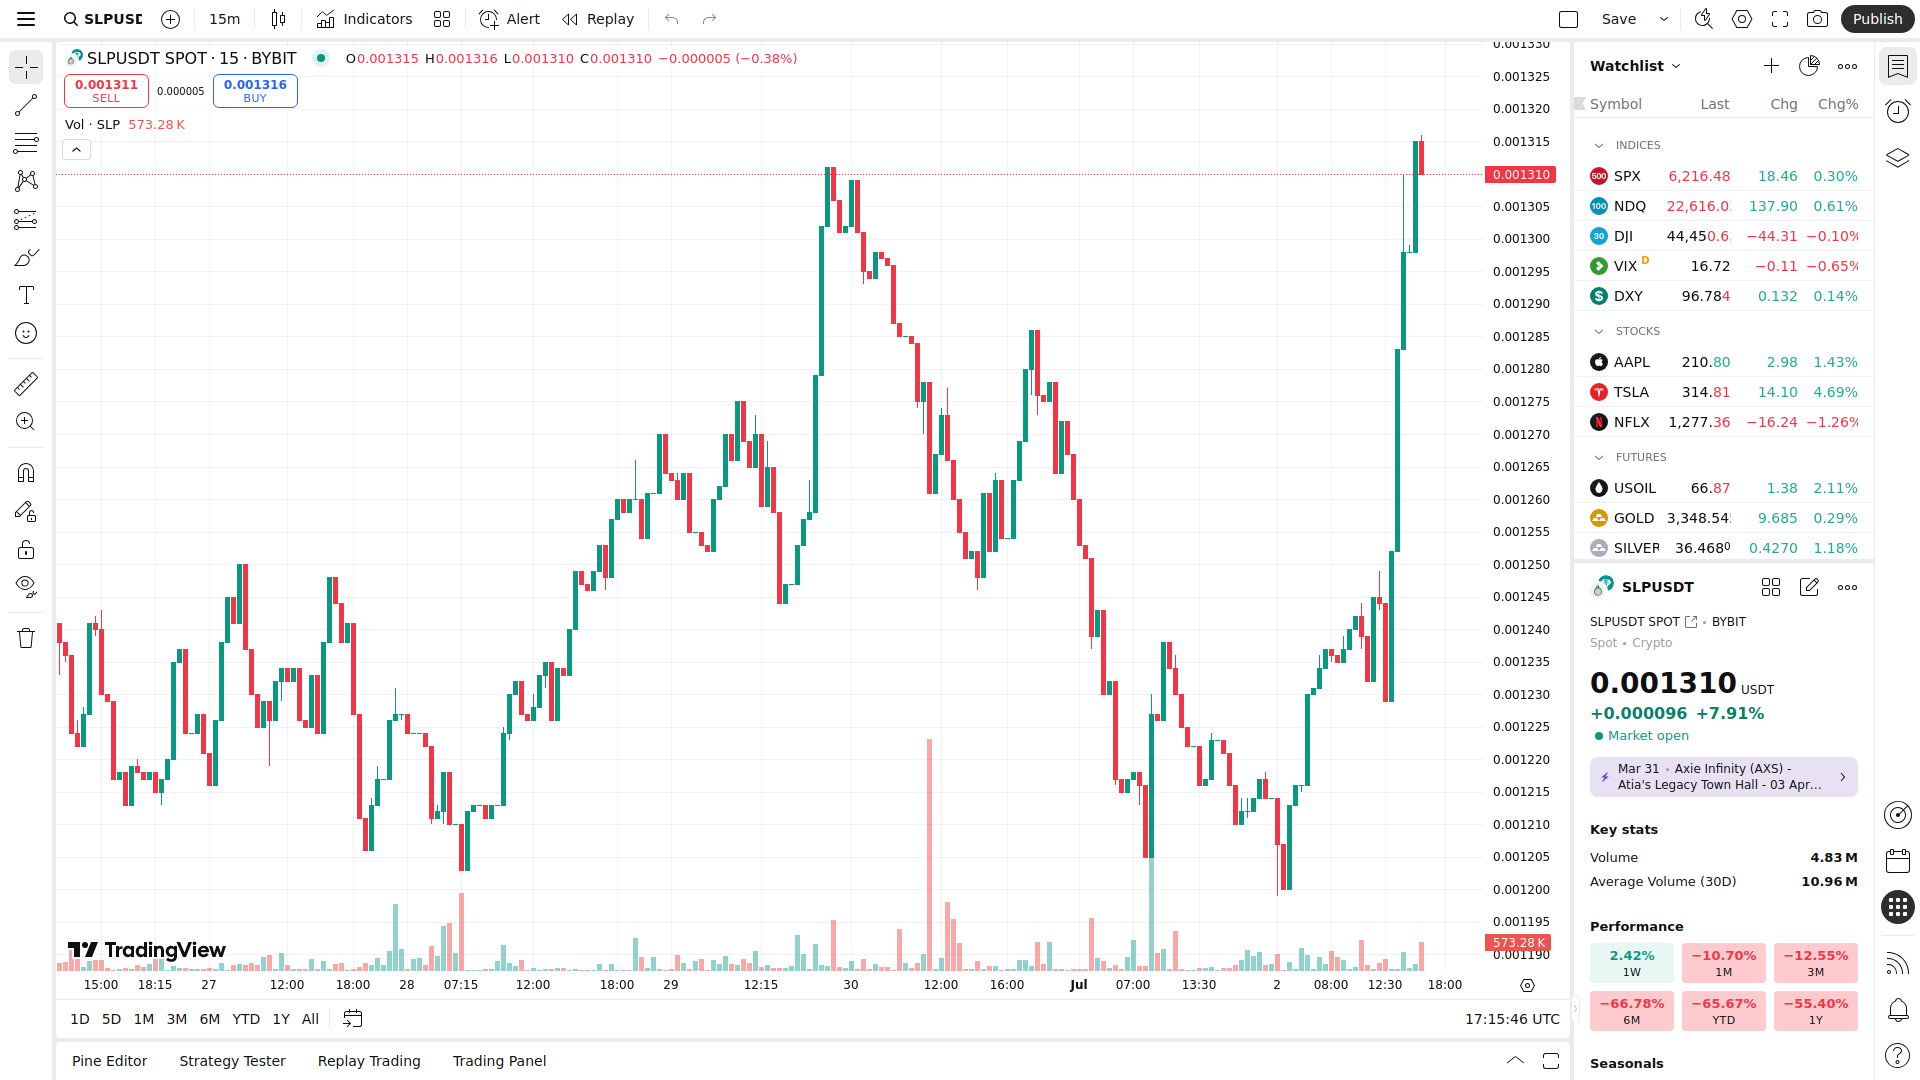 SLPUSD 15m Indicators Alert Replay Save Publish
SLPUSDT SPOT · 15 · BYBIT O0.001315 H0.001316 L0.001310 C0.001310 −0.000005 (−0.38%)
0.001311 SELL 0.000005 0.001316 BUY
Vol · SLP 573.28 K
0.001330
0.001325
0.001320
0.001315
0.001310
0.001305
0.001300
0.001295
0.001290
0.001285
0.001280
0.001275
0.001270
0.001265
0.001260
0.001255
0.001250
0.001245
0.001240
0.001235
0.001230
0.001225
0.001220
0.001215
0.001210
0.001205
0.001200
0.001195
573.28 K
0.001190
TradingView
15:00 18:15 27 12:00 18:00 28 07:15 12:00 18:00 29 12:15 30 12:00 16:00 Jul 07:00 13:30 2 08:00 12:30 18:00
1D 5D 1M 3M 6M YTD 1Y All 17:15:46 UTC
Pine Editor Strategy Tester Replay Trading Trading Panel
Watchlist
Symbol Last Chg Chg%
INDICES
500 SPX 6,216.48 18.46 0.30%
100 NDQ 22,616.0 137.90 0.61%
30 DJI 44,450.6 −44.31 −0.10%
VIX D 16.72 −0.11 −0.65%
DXY 96.784 0.132 0.14%
STOCKS
AAPL 210.80 2.98 1.43%
TSLA 314.81 14.10 4.69%
NFLX 1,277.36 −16.24 −1.26%
FUTURES
USOIL 66.87 1.38 2.11%
GOLD 3,348.54 9.685 0.29%
SILVER 36.4680 0.4270 1.18%
SLPUSDT
SLPUSDT SPOT • BYBIT
Spot • Crypto
0.001310 USDT
+0.000096 +7.91%
Market open
Mar 31 • Axie Infinity (AXS) -
Atia's Legacy Town Hall - 03 Apr…
Key stats
Volume 4.83 M
Average Volume (30D) 10.96 M
Performance
2.42% −10.70% −12.55%
1W 1M 3M
−66.78% −65.67% −55.40%
6M YTD 1Y
Seasonals